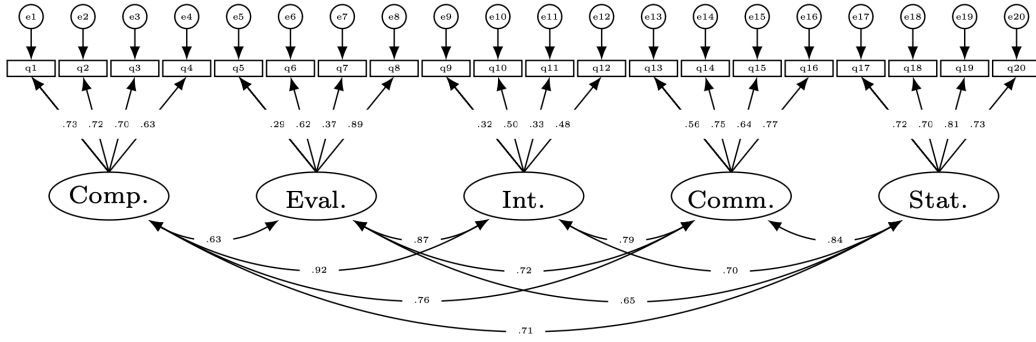 e1 e2 e3 e4 e5 e6 e7 e8 e9 e10 e11 e12 e13 e14 e15 e16 e17 e18 e19 e20
q1 q2 q3 q4 q5 q6 q7 q8 q9 q10 q11 q12 q13 q14 q15 q16 q17 q18 q19 q20
.73 .72 .70 .63 .29 .62 .37 .89 .32 .50 .33 .48 .56 .75 .64 .77 .72 .70 .81 .73
Comp. Eval. Int. Comm. Stat.
.63 .87 .79 .84
.92 .72 .70
.76 .65
.71